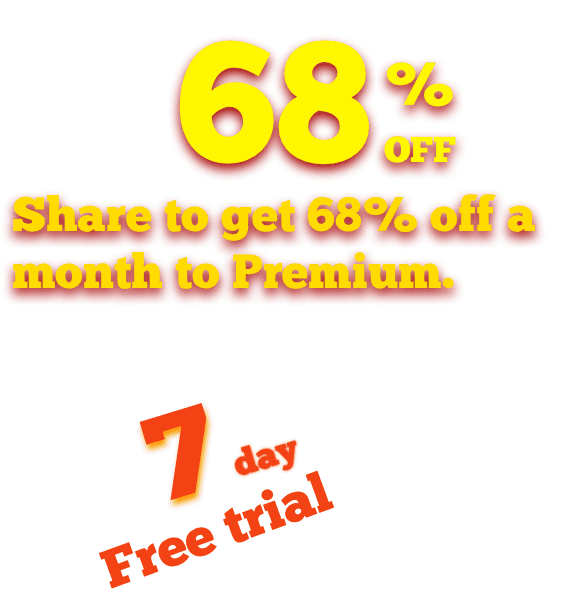 68%
OFF
Share to get 68% off a
month to Premium.
7 day
Free trial